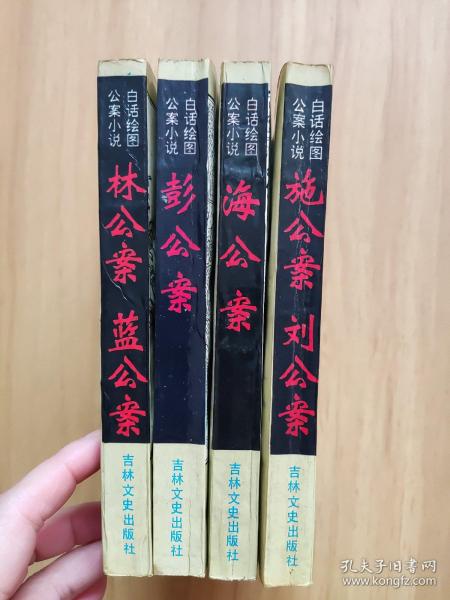 白话绘图
公案小说
林公案 蓝公案
吉林文史出版社
白话绘图
公案小说
彭公案
吉林文史出版社
白话绘图
公案小说
海公案
吉林文史出版社
白话绘图
公案小说
施公案 刘公案
吉林文史出版社
孔夫子旧书网
www.kongfz.com